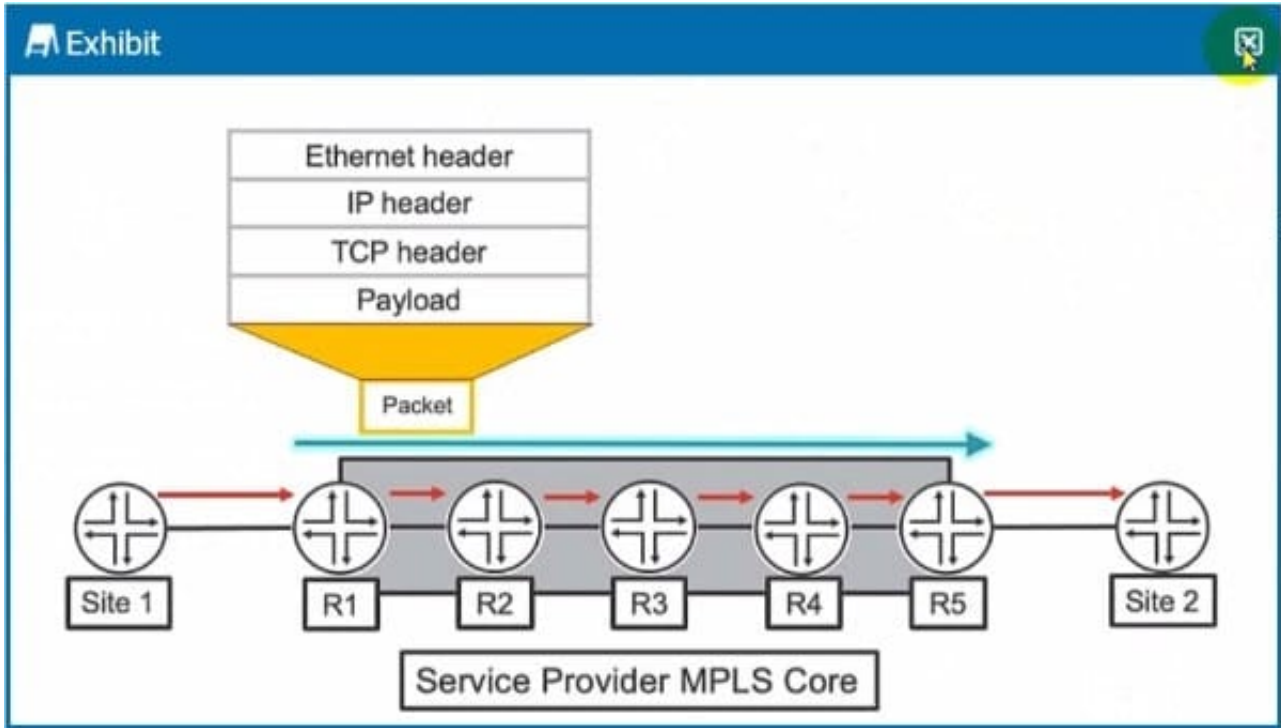 Exhibit
Ethernet header
IP header
TCP header
Payload
Packet
Site 1
R1
R2
R3
R4
R5
Site 2
Service Provider MPLS Core